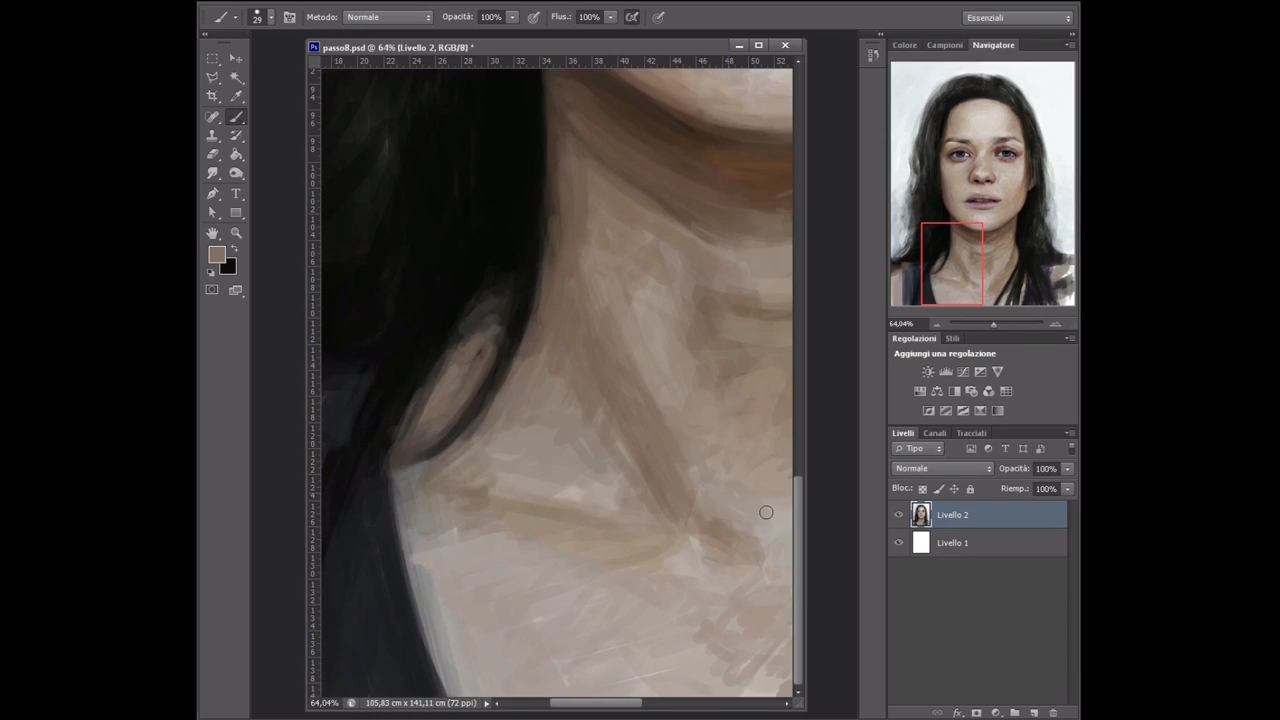 29 Metodo: Normale Opacità: 100% Flus.: 100% Essenziali
passo8.psd @ 64% (Livello 2, RGB/8) *
Colore Campioni Navigatore
18 20 22 24 26 28 30 32 34 36 38 40 42 44 46 48 50 52
64,04%
Regolazioni Stili
Aggiungi una regolazione
Livelli Canali Tracciati
Tipo
Normale Opacità: 100%
Bloc.: Riemp.: 100%
Livello 2
Livello 1
64,04% 105,83 cm x 141,11 cm (72 ppi)